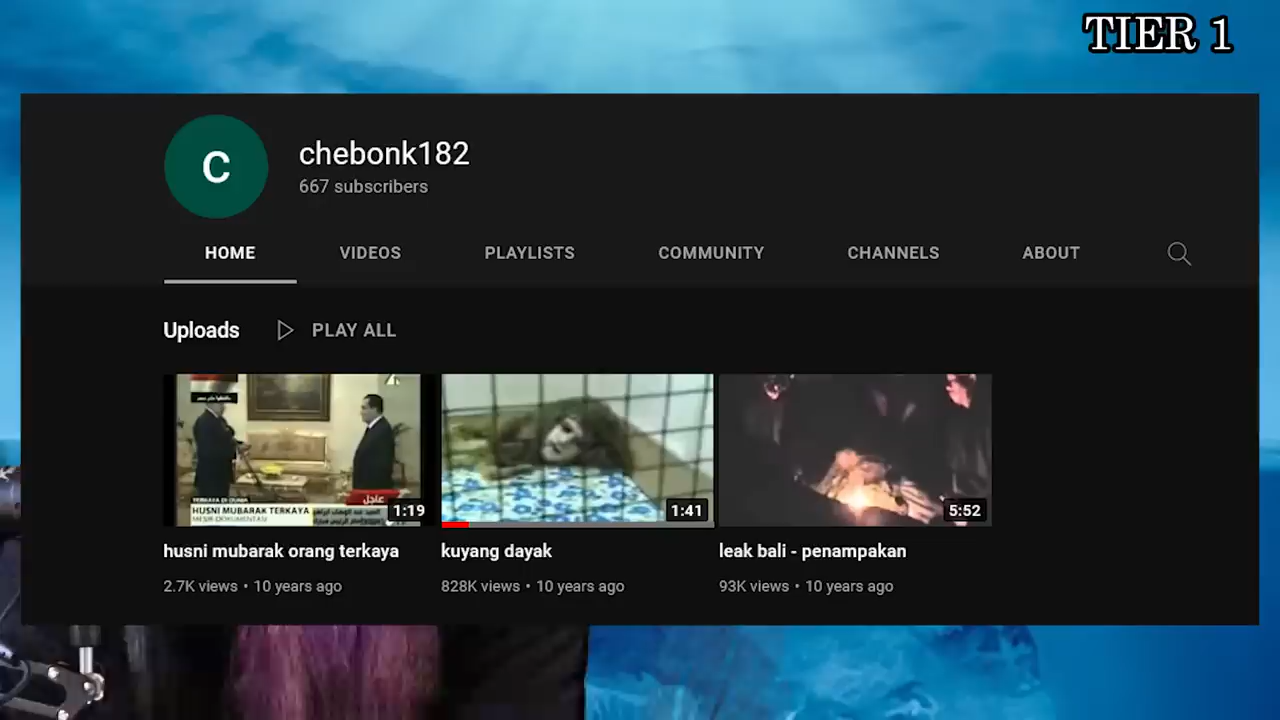 TIER 1
C
chebonk182
667 subscribers
HOME VIDEOS PLAYLISTS COMMUNITY CHANNELS ABOUT
Uploads PLAY ALL
HUSNI MUBARAK TERKAYA
1:19
1:41
5:52
husni mubarak orang terkaya
kuyang dayak
leak bali - penampakan
2.7K views • 10 years ago
828K views • 10 years ago
93K views • 10 years ago